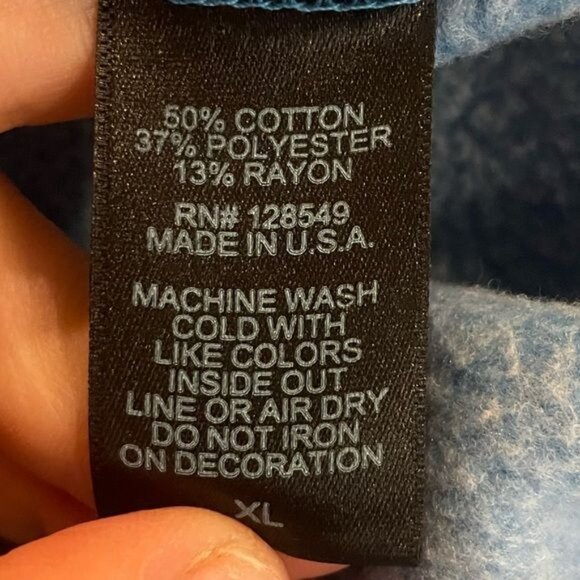 50% COTTON
37% POLYESTER
13% RAYON
RN# 128549
MADE IN U.S.A.
MACHINE WASH
COLD WITH
LIKE COLORS
INSIDE OUT
LINE OR AIR DRY
DO NOT IRON
ON DECORATION
XL